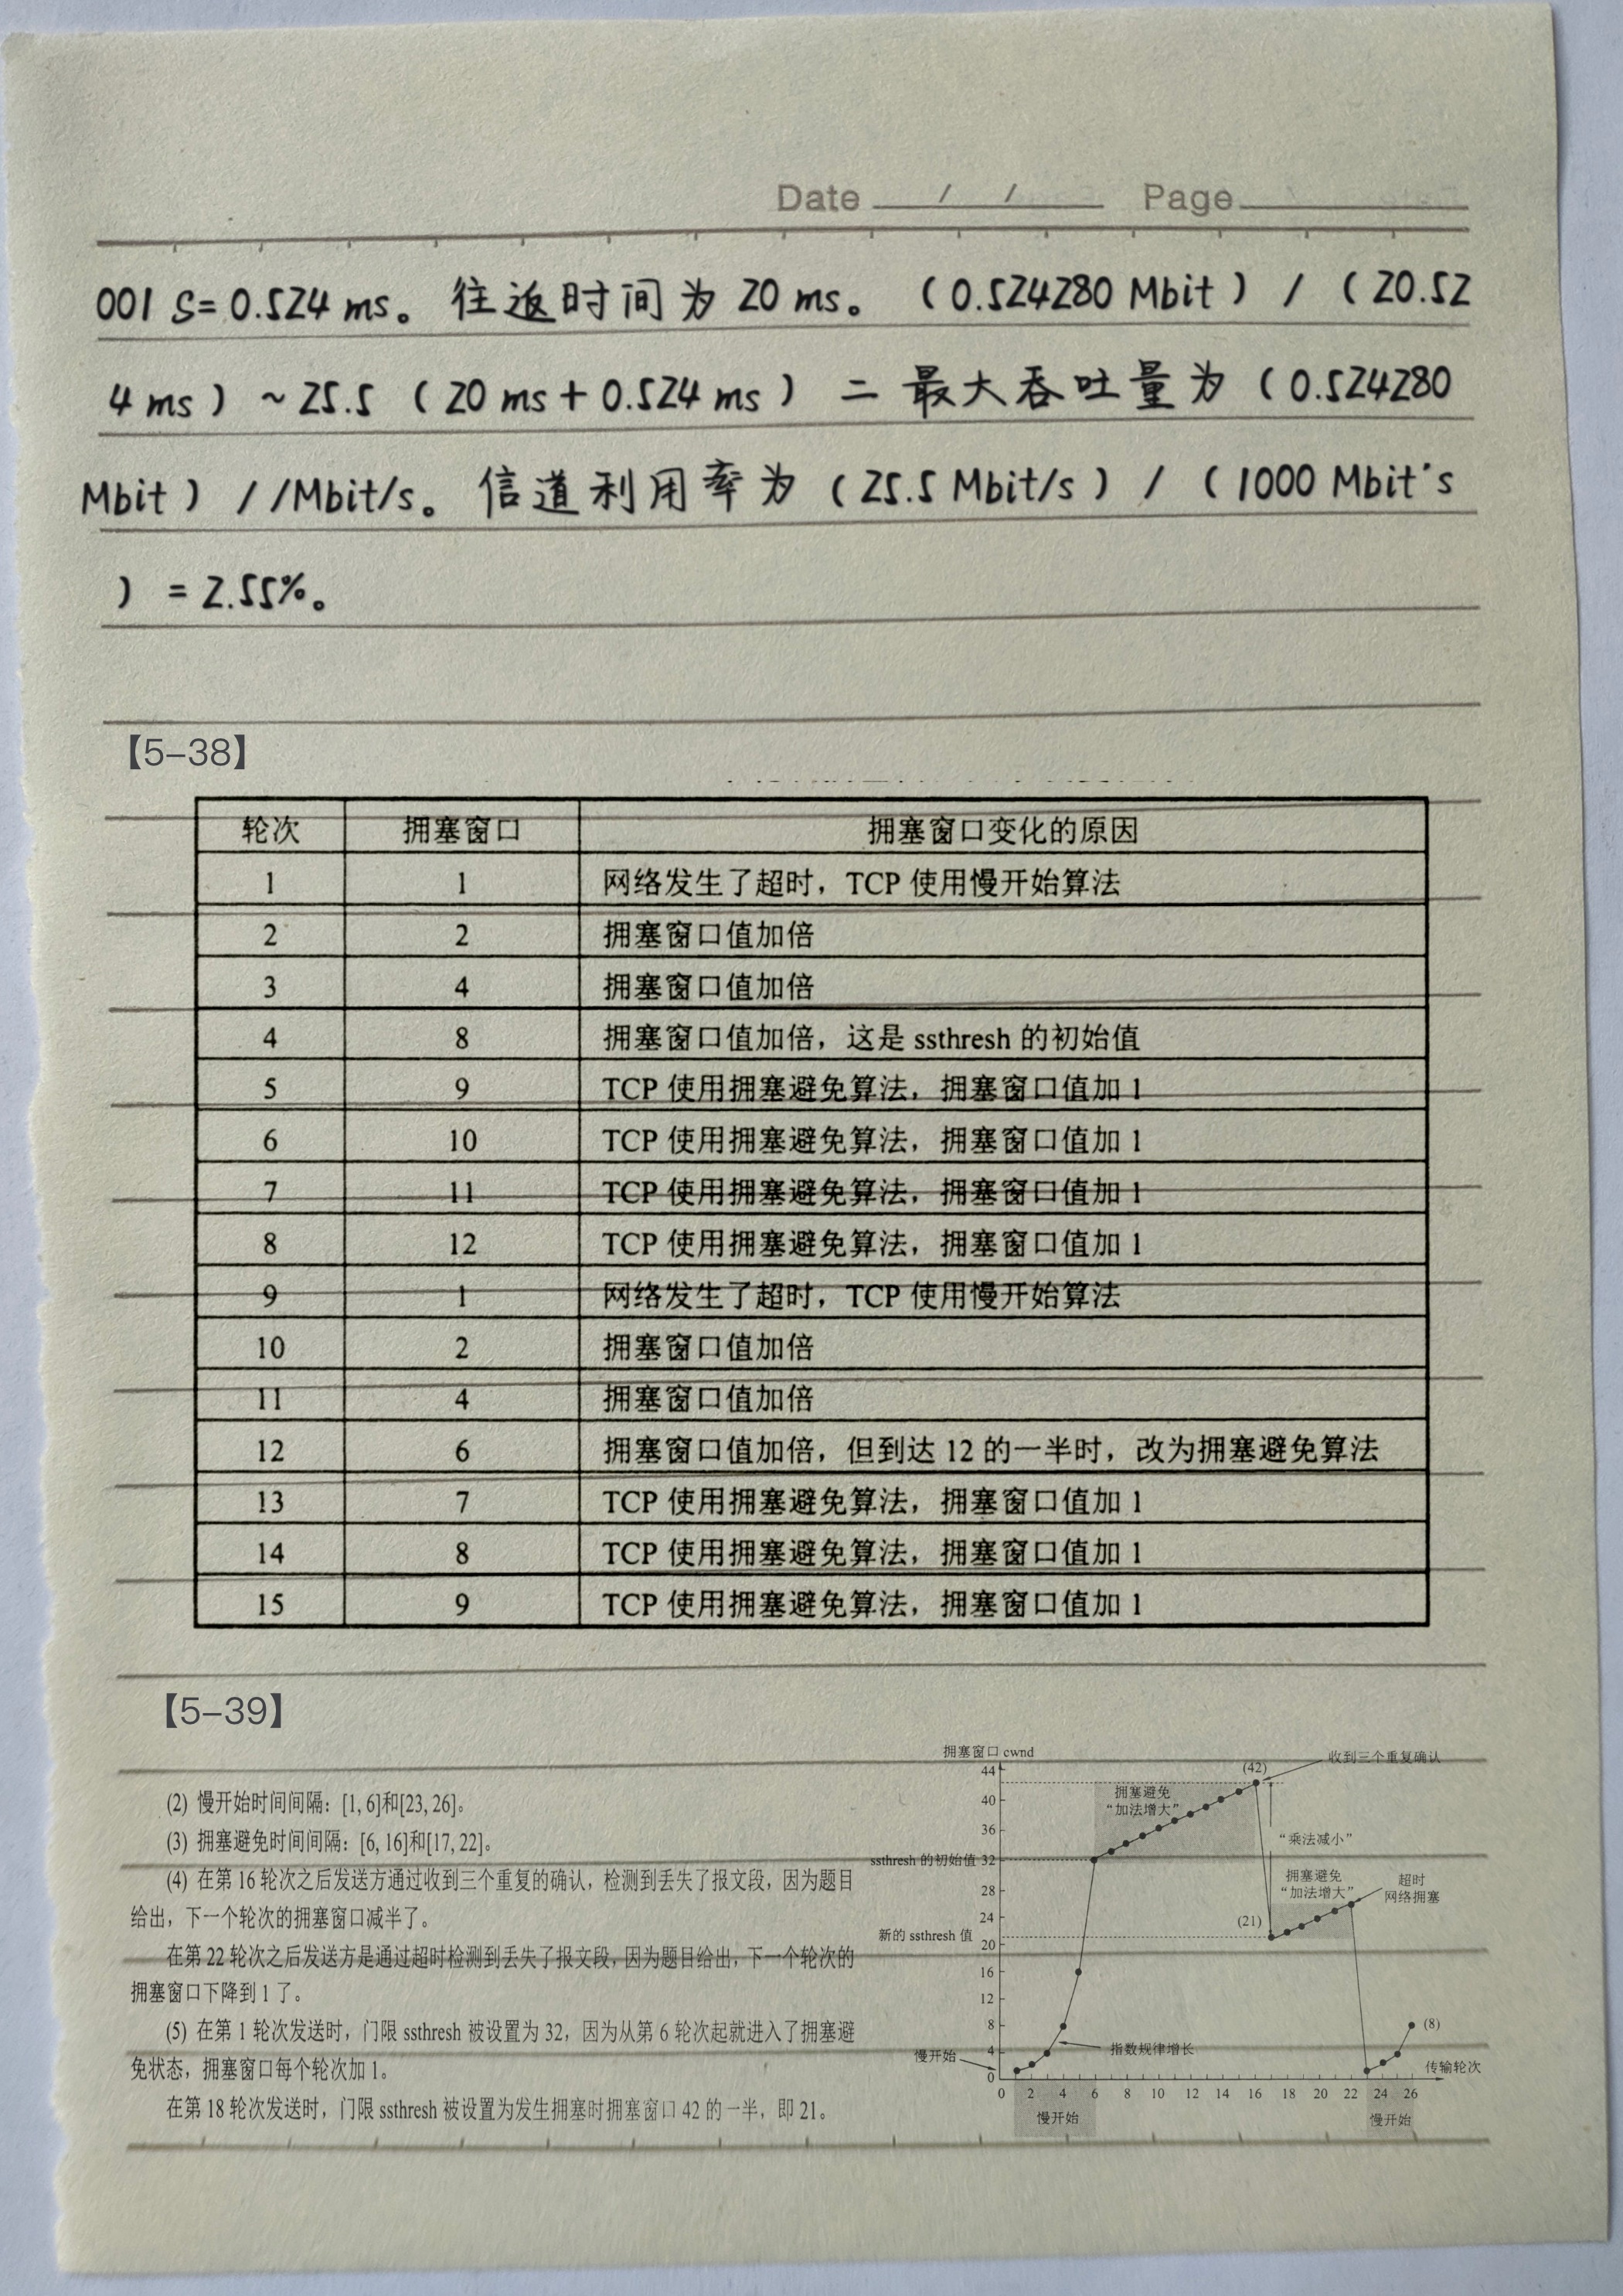 Date / / Page
001 S=0.524 ms。往返时间为 20 ms。(0.524280 Mbit) / (20.52
4 ms) ~25.5 (20 ms+0.524 ms) 二 最大吞吐量为(0.524280
Mbit) //Mbit/s。信道利用率为(25.5 Mbit/s) / (1000 Mbit's
) =2.55%。
【5-38】
轮次 拥塞窗口 拥塞窗口变化的原因
1 1 网络发生了超时,TCP 使用慢开始算法
2 2 拥塞窗口值加倍
3 4 拥塞窗口值加倍
4 8 拥塞窗口值加倍,这是 ssthresh 的初始值
5 9 TCP 使用拥塞避免算法,拥塞窗口值加 1
6 10 TCP 使用拥塞避免算法,拥塞窗口值加 1
7 11 TCP 使用拥塞避免算法,拥塞窗口值加 1
8 12 TCP 使用拥塞避免算法,拥塞窗口值加 1
9 1 网络发生了超时,TCP 使用慢开始算法
10 2 拥塞窗口值加倍
11 4 拥塞窗口值加倍
12 6 拥塞窗口值加倍,但到达 12 的一半时,改为拥塞避免算法
13 7 TCP 使用拥塞避免算法,拥塞窗口值加 1
14 8 TCP 使用拥塞避免算法,拥塞窗口值加 1
15 9 TCP 使用拥塞避免算法,拥塞窗口值加 1
【5-39】
(2) 慢开始时间间隔:[1, 6]和[23, 26]。
(3) 拥塞避免时间间隔:[6, 16]和[17, 22]。
(4) 在第 16 轮次之后发送方通过收到三个重复的确认,检测到丢失了报文段,因为题目
给出,下一个轮次的拥塞窗口减半了。
在第 22 轮次之后发送方是通过超时检测到丢失了报文段,因为题目给出,下一个轮次的
拥塞窗口下降到 1 了。
(5) 在第 1 轮次发送时,门限 ssthresh 被设置为 32,因为从第 6 轮次起就进入了拥塞避
免状态,拥塞窗口每个轮次加 1。
在第 18 轮次发送时,门限 ssthresh 被设置为发生拥塞时拥塞窗口 42 的一半,即 21。
拥塞窗口 cwnd
收到三个重复确认
(42)
44
40
36
ssthresh 的初始值 32
28
24
新的 ssthresh 值
20
16
12
8
4
0
拥塞避免
“加法增大”
“乘法减小”
拥塞避免
“加法增大”
超时
网络拥塞
(21)
(8)
慢开始
指数规律增长
传输轮次
0 2 4 6 8 10 12 14 16 18 20 22 24 26
慢开始 慢开始